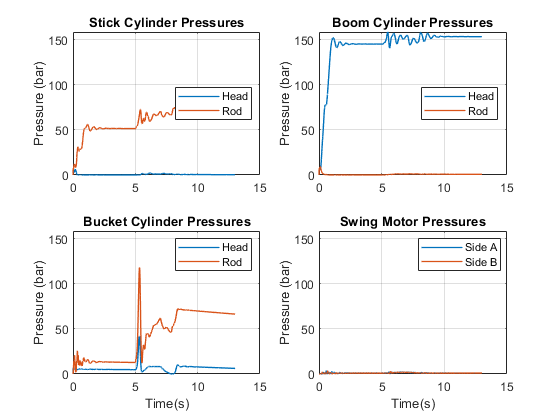 Stick Cylinder Pressures
Pressure (bar)
150
100
50
0
0 5 10 15
Head
Rod
Boom Cylinder Pressures
Pressure (bar)
150
100
50
0
0 5 10 15
Head
Rod
Bucket Cylinder Pressures
Pressure (bar)
150
100
50
0
0 5 10 15
Time(s)
Head
Rod
Swing Motor Pressures
Pressure (bar)
150
100
50
0
0 5 10 15
Time(s)
Side A
Side B